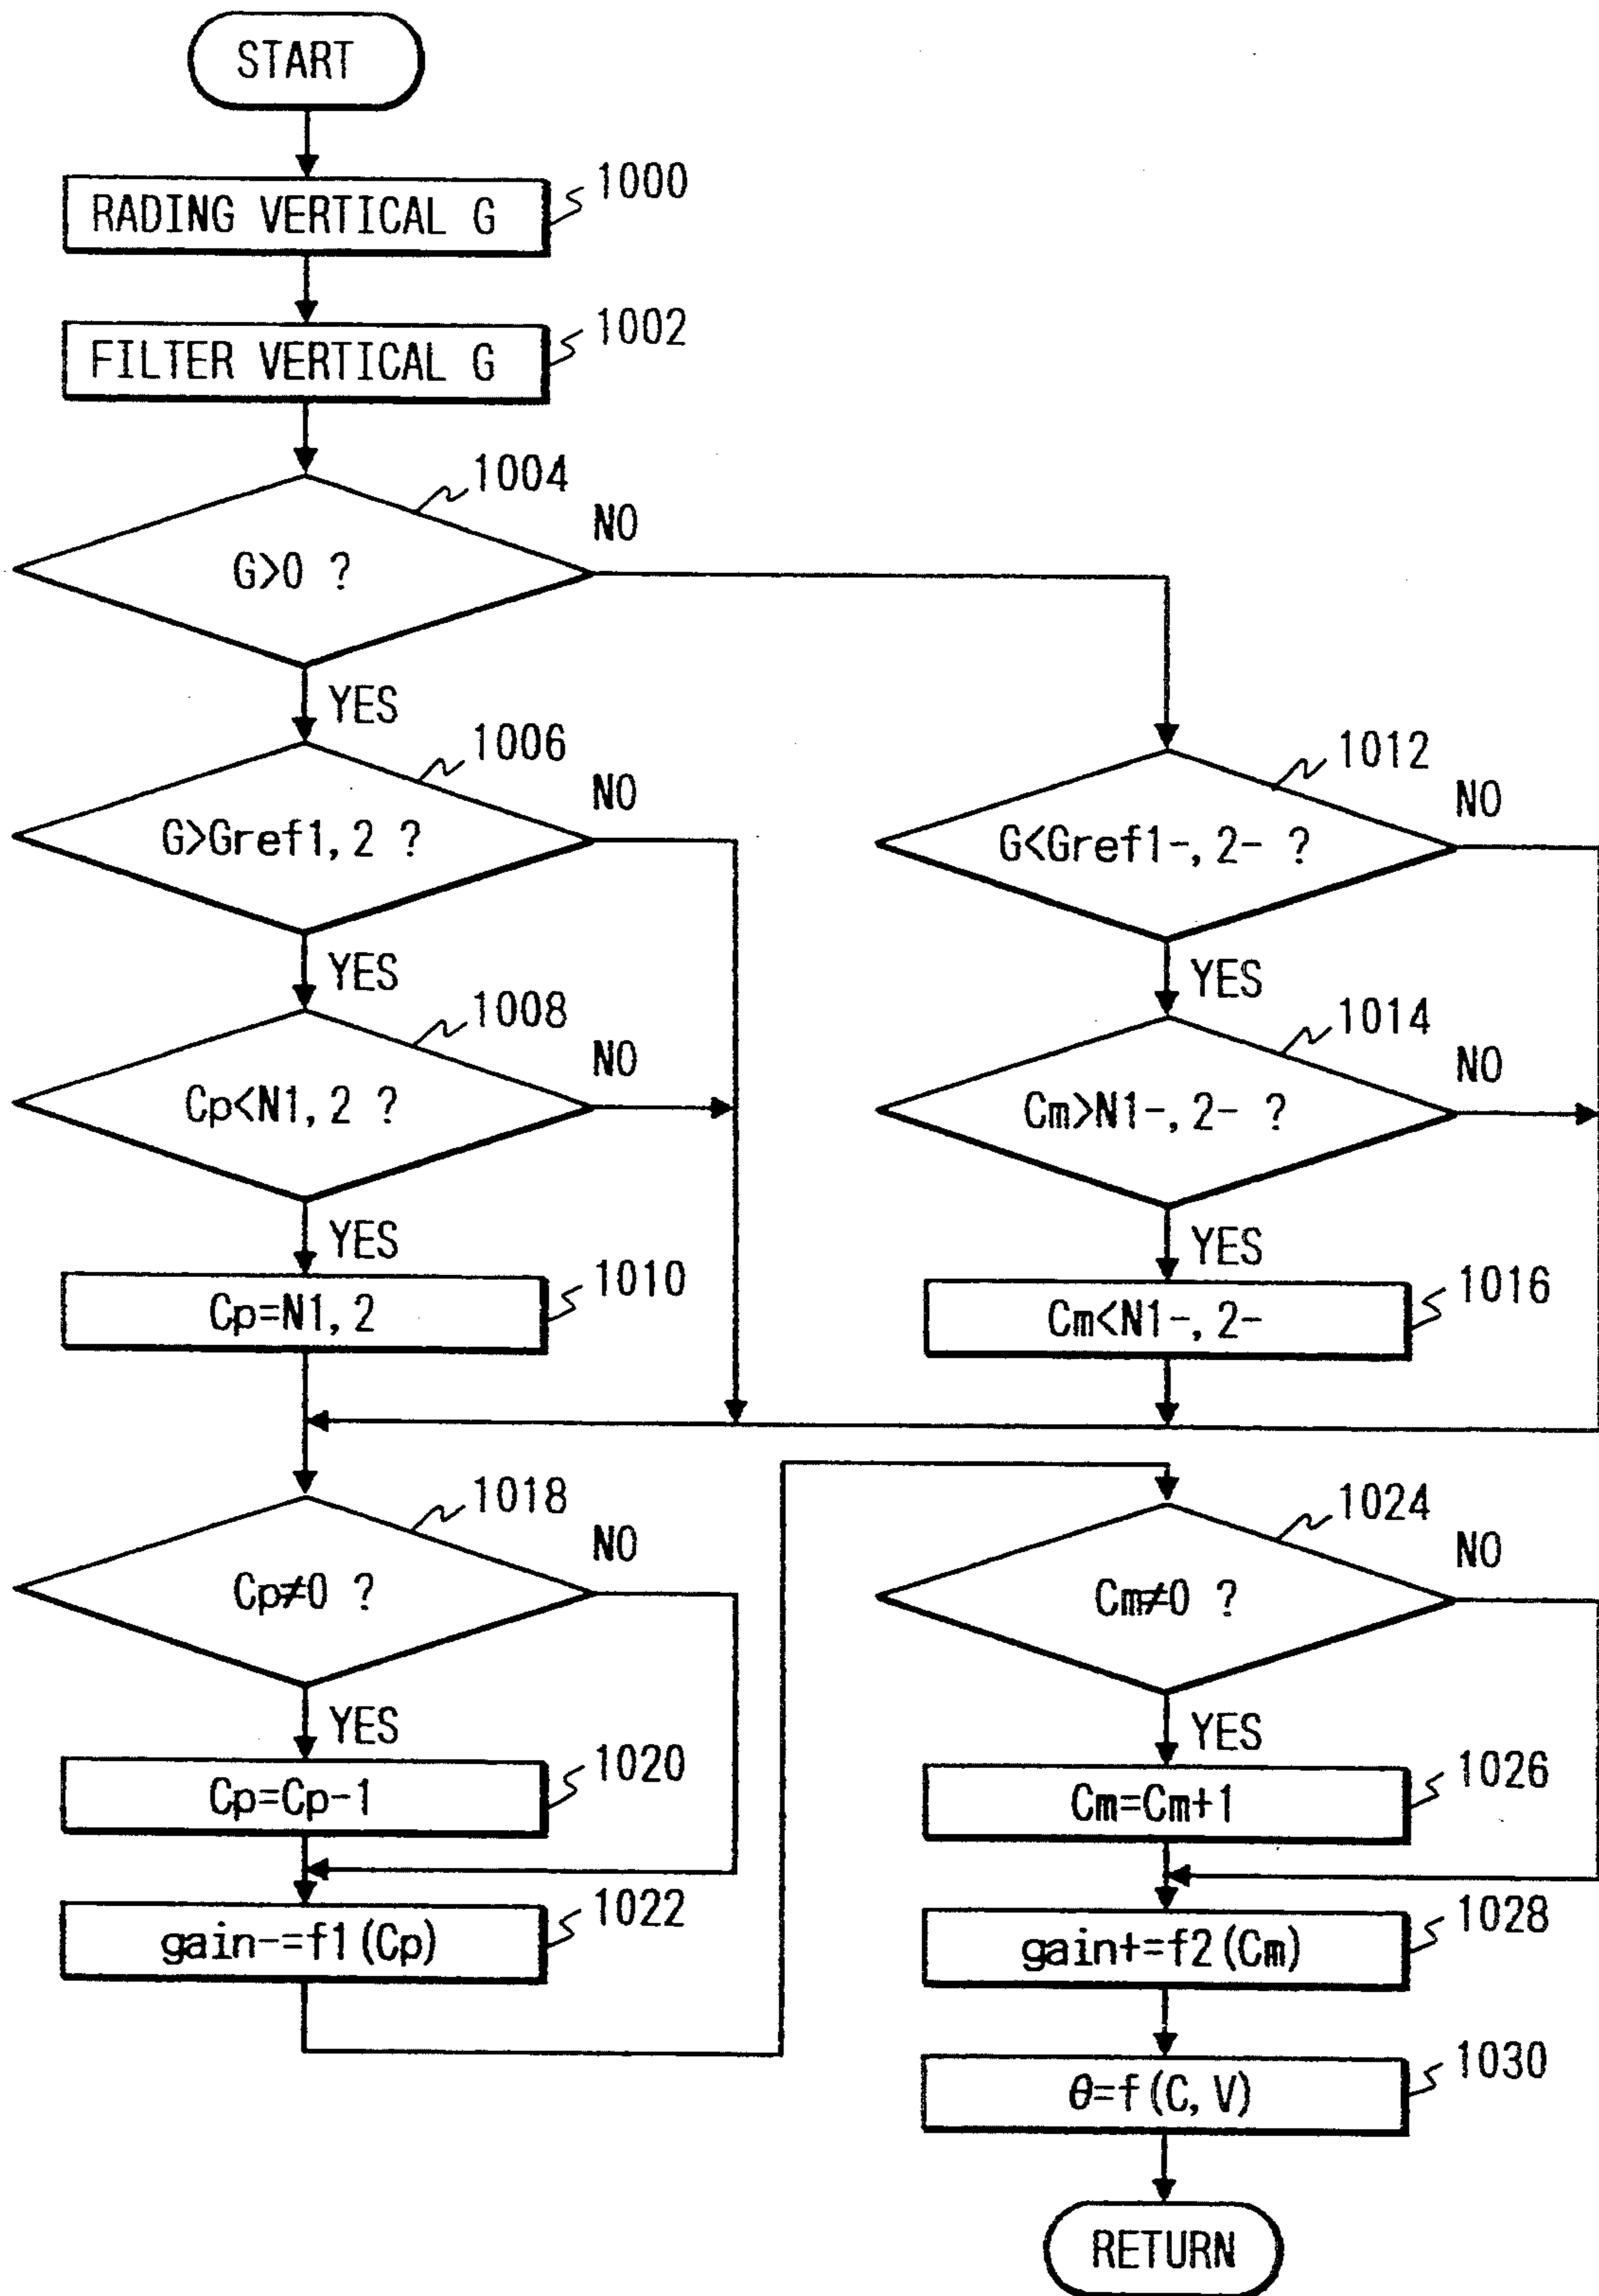 START
RADING VERTICAL G
1000
FILTER VERTICAL G
1002
G>0 ?
1004
NO
YES
G>Gref1,2 ?
1006
NO
YES
Cp<N1,2 ?
1008
NO
YES
Cp=N1,2
1010
G<Gref1-,2- ?
1012
NO
YES
Cm>N1-,2- ?
1014
NO
YES
Cm<N1-,2-
1016
Cp≠0 ?
1018
NO
YES
Cp=Cp-1
1020
gain-=f1(Cp)
1022
Cm≠0 ?
1024
NO
YES
Cm=Cm+1
1026
gain+=f2(Cm)
1028
θ=f(C,V)
1030
RETURN